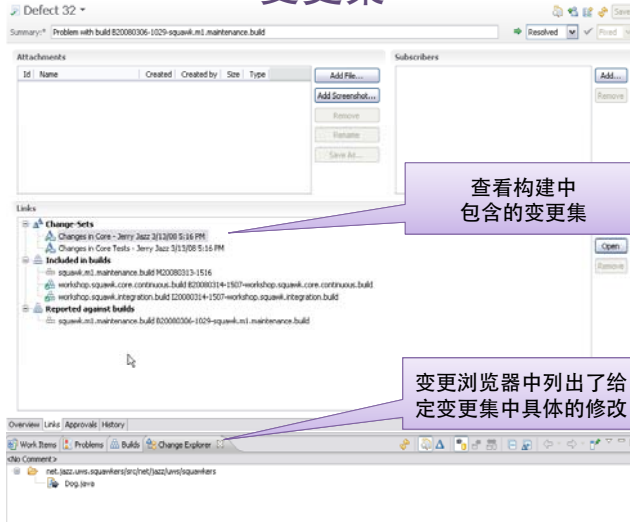 变更集
Defect 32
Save
Summary:* Problem with build B20080306-1029-squawk.m1.maintenance.build
Resolved
Fixed
Attachments
Subscribers
Id Name Created Created by Size Type
Add File...
Add...
Add Screenshot...
Remove
Remove
Rename
Save As...
查看构建中
包含的变更集
Links
Change-Sets
Changes in Core - Jerry Jazz 3/13/08 5:16 PM
Open
Changes in Core Tests - Jerry Jazz 3/13/08 5:16 PM
Included in builds
Remove
squawk.m1.maintenance.build M20080313-1516
workshop.squawk.core.continuous.build B20080314-1507-workshop.squawk.core.continuous.build
workshop.squawk.integration.build I20080314-1507-workshop.squawk.integration.build
Reported against builds
squawk.m1.maintenance.build B20080306-1029-squawk.m1.maintenance.build
变更浏览器中列出了给
定变更集中具体的修改
Overview Links Approvals History
Work Items Problems Builds Change Explorer
<No Comment>
net.jazz.uws.squawkers/src/net/jazz/uws/squawkers
Dog.java